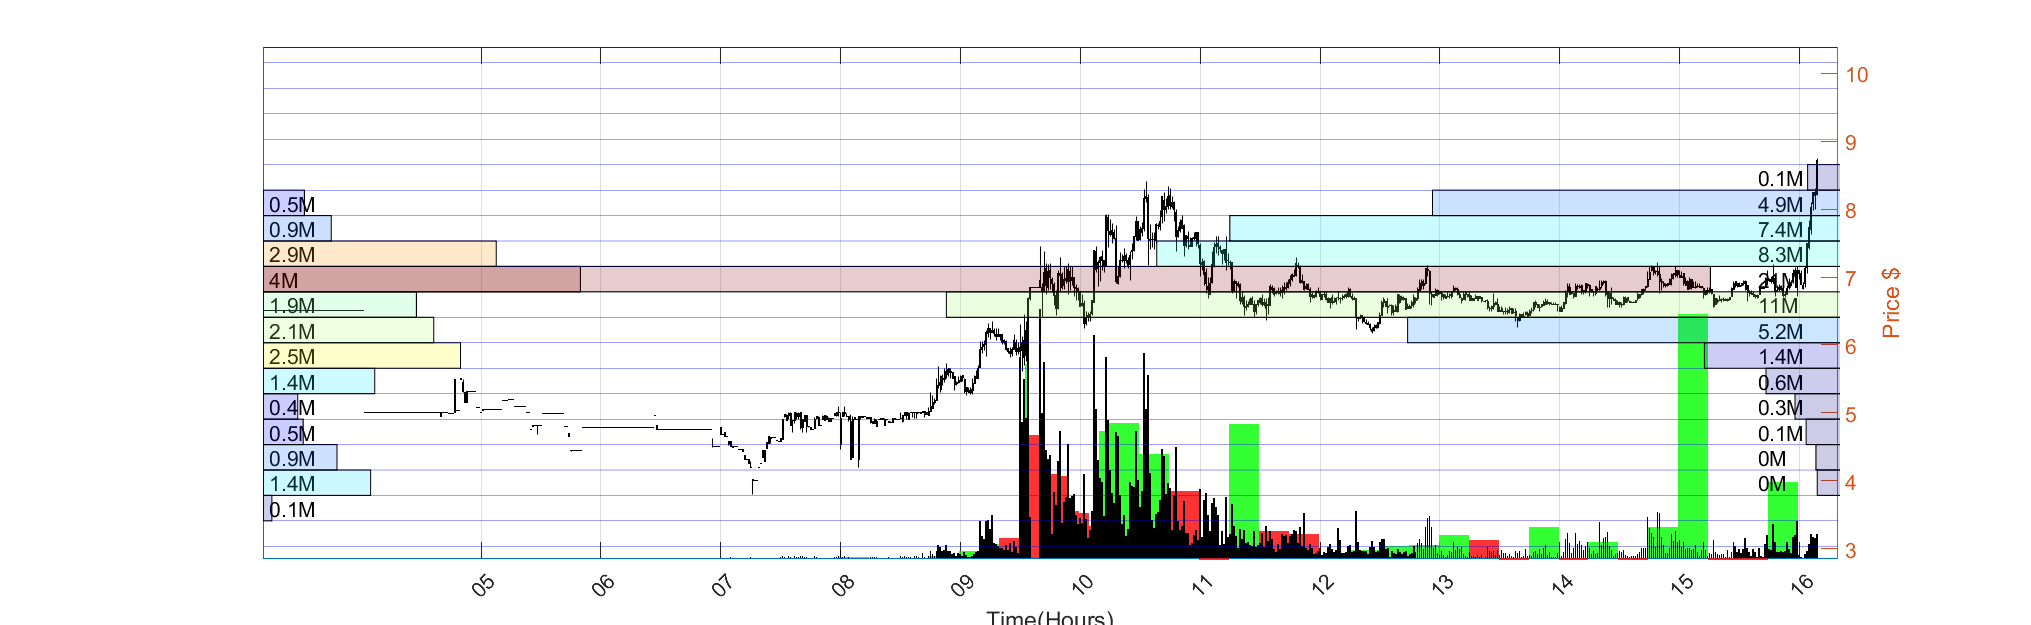 10
9
0.1M
0.5M 4.9M 8
0.9M 7.4M
2.9M 8.3M
4M 21M 7
1.9M 11M
Price $
2.1M 5.2M
2.5M 1.4M 6
1.4M 0.6M
0.4M 0.3M 5
0.5M 0.1M
0.9M 0M
1.4M 0M 4
0.1M
3
05 06 07 08 09 10 11 12 13 14 15 16
Time(Hours)